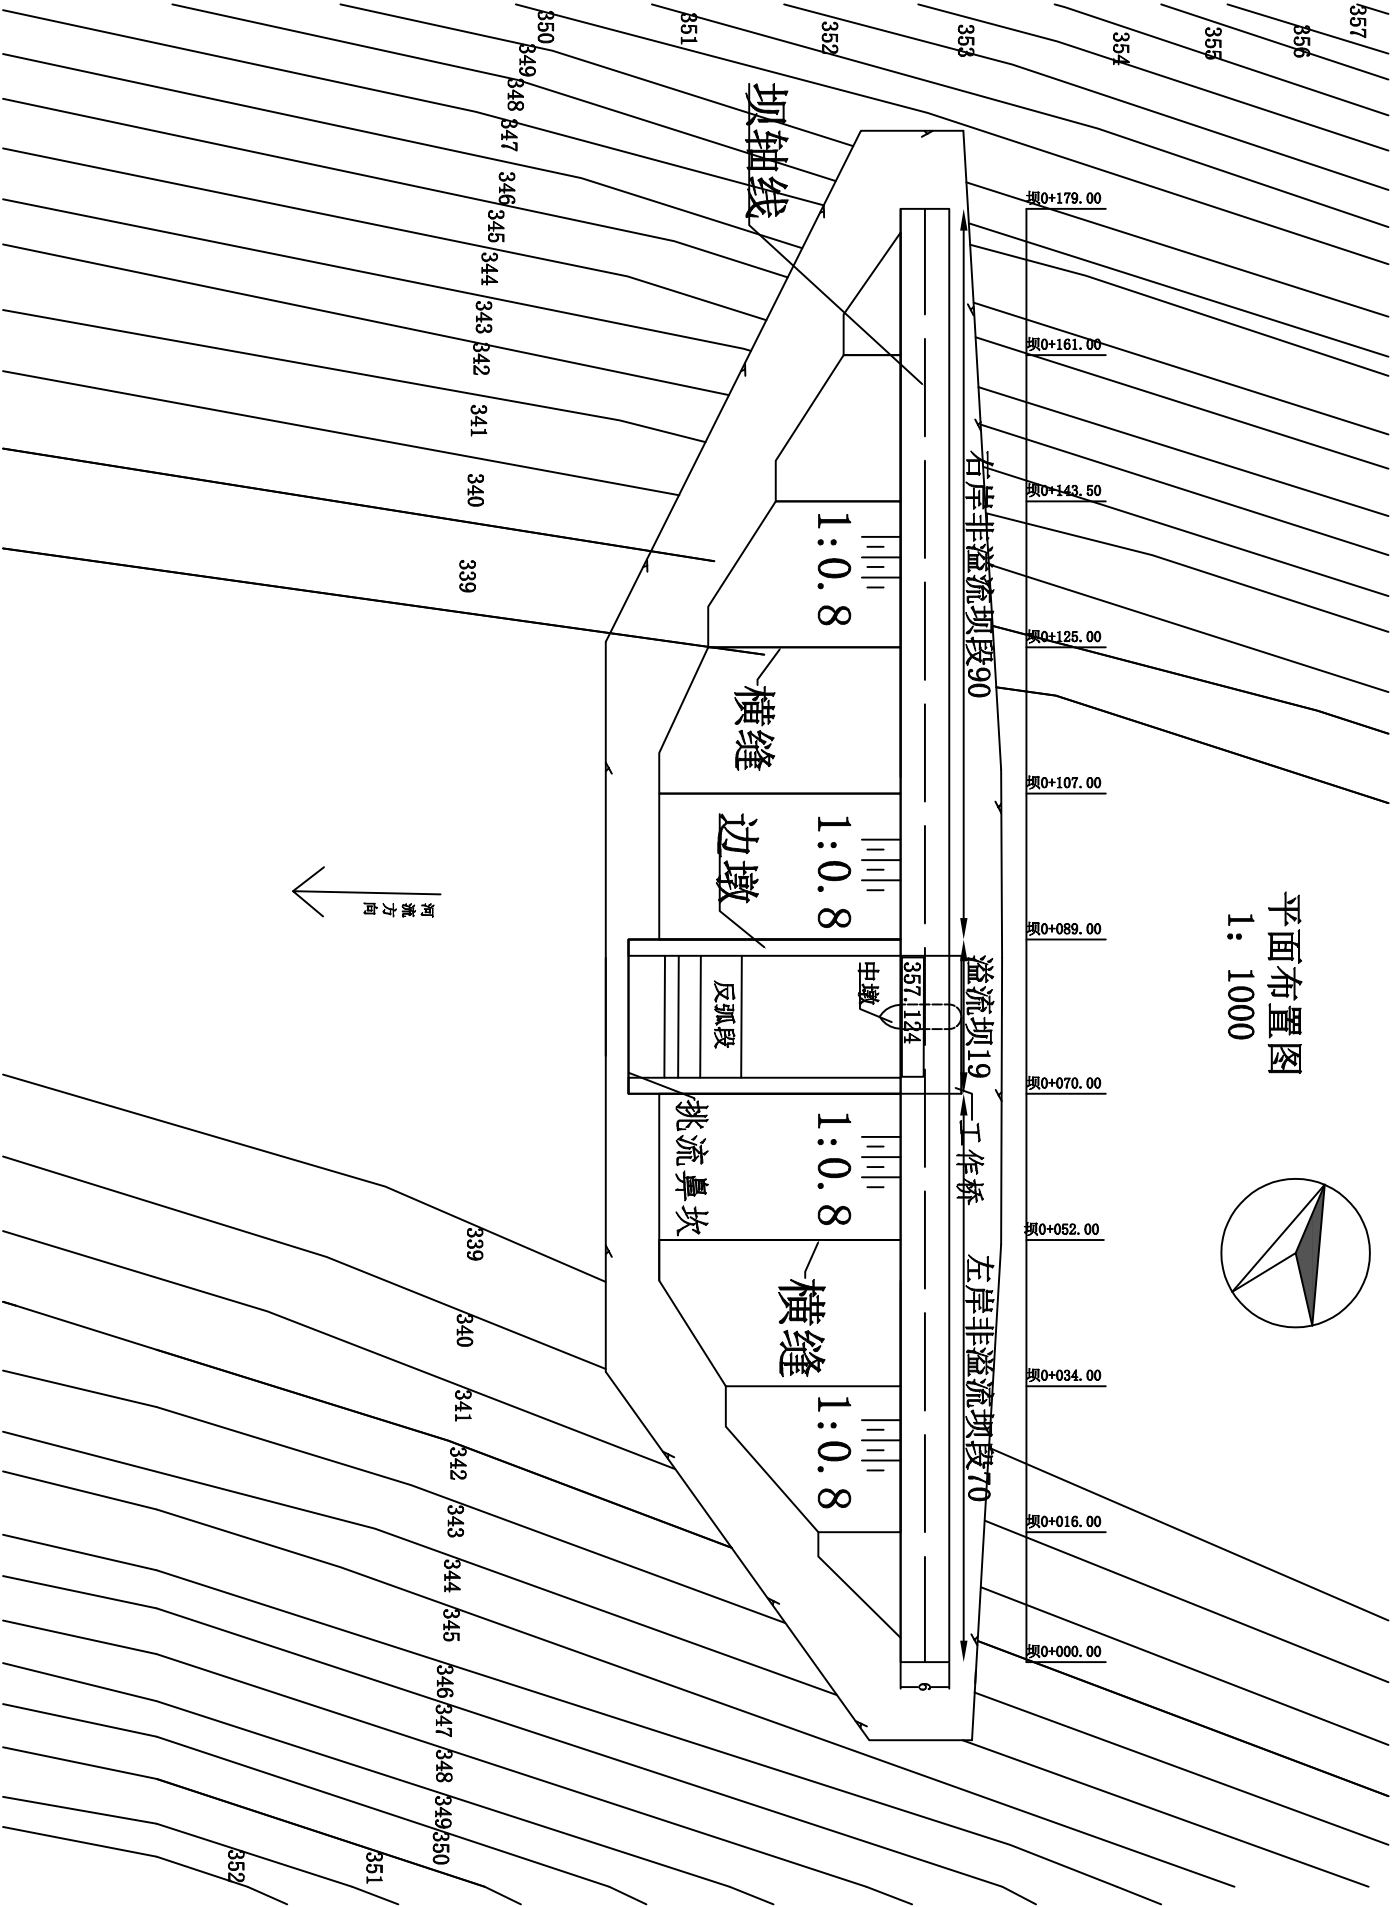 平面布置图
1: 1000
357
356
355
354
353
352
351
350
349
348
347
346
345
344
343
342
341
340
339
坝轴线
坝0+179.00
坝0+161.00
坝0+143.50
坝0+125.00
坝0+107.00
坝0+089.00
坝0+070.00
坝0+052.00
坝0+034.00
坝0+016.00
坝0+000.00
右岸非溢流坝段90
溢流坝19
左岸非溢流坝段70
工作桥
1:0.8
1:0.8
1:0.8
1:0.8
横缝
边墩
中墩
357.124
反弧段
挑流鼻坎
横缝
6
河流方向
339
340
341
342
343
344
345
346
347
348
349
350
351
352